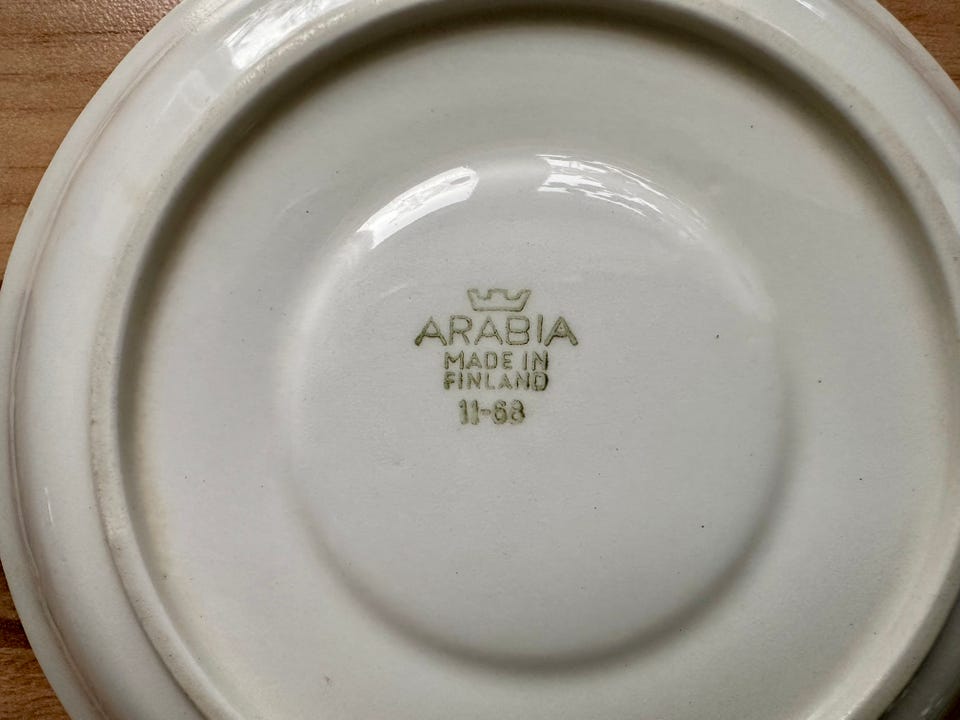 ARABIA
MADE IN
FINLAND
11-68